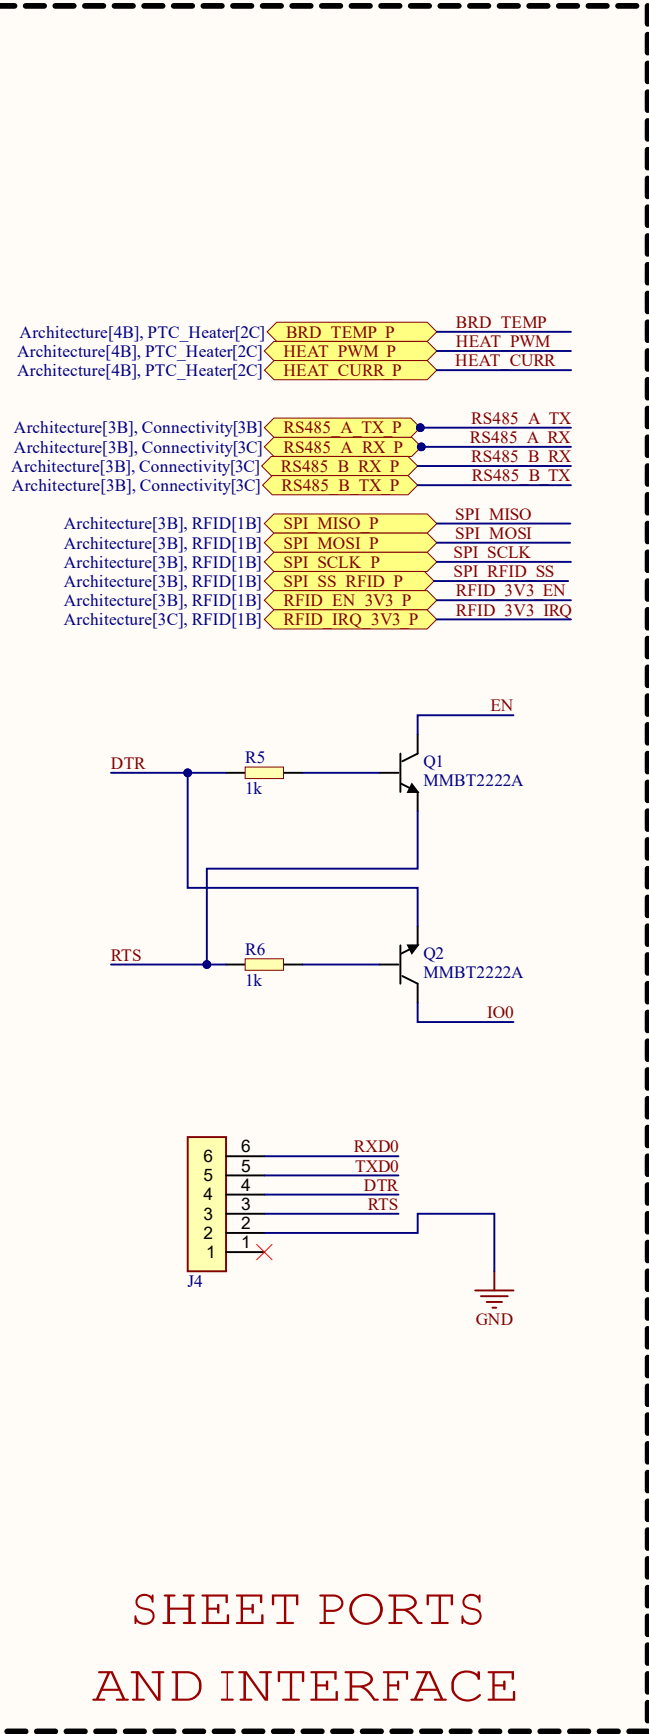 BRD_TEMP
Architecture[4B], PTC_Heater[2C] BRD_TEMP_P
HEAT_PWM
Architecture[4B], PTC_Heater[2C] HEAT_PWM_P
HEAT_CURR
Architecture[4B], PTC_Heater[2C] HEAT_CURR_P
RS485_A_TX
Architecture[3B], Connectivity[3B] RS485_A_TX_P
RS485_A_RX
Architecture[3B], Connectivity[3C] RS485_A_RX_P
RS485_B_RX
Architecture[3B], Connectivity[3C] RS485_B_RX_P
RS485_B_TX
Architecture[3B], Connectivity[3C] RS485_B_TX_P
SPI_MISO
Architecture[3B], RFID[1B] SPI_MISO_P
SPI_MOSI
Architecture[3B], RFID[1B] SPI_MOSI_P
SPI_SCLK
Architecture[3B], RFID[1B] SPI_SCLK_P
SPI_RFID_SS
Architecture[3B], RFID[1B] SPI_SS_RFID_P
RFID_3V3_EN
Architecture[3B], RFID[1B] RFID_EN_3V3_P
RFID_3V3_IRQ
Architecture[3C], RFID[1B] RFID_IRQ_3V3_P
EN
DTR
R5
1k
Q1
MMBT2222A
RTS
R6
1k
Q2
MMBT2222A
IO0
6 6 RXD0
5 5 TXD0
4 4 DTR
3 3 RTS
2 2
1 1
J4
GND
SHEET PORTS
AND INTERFACE